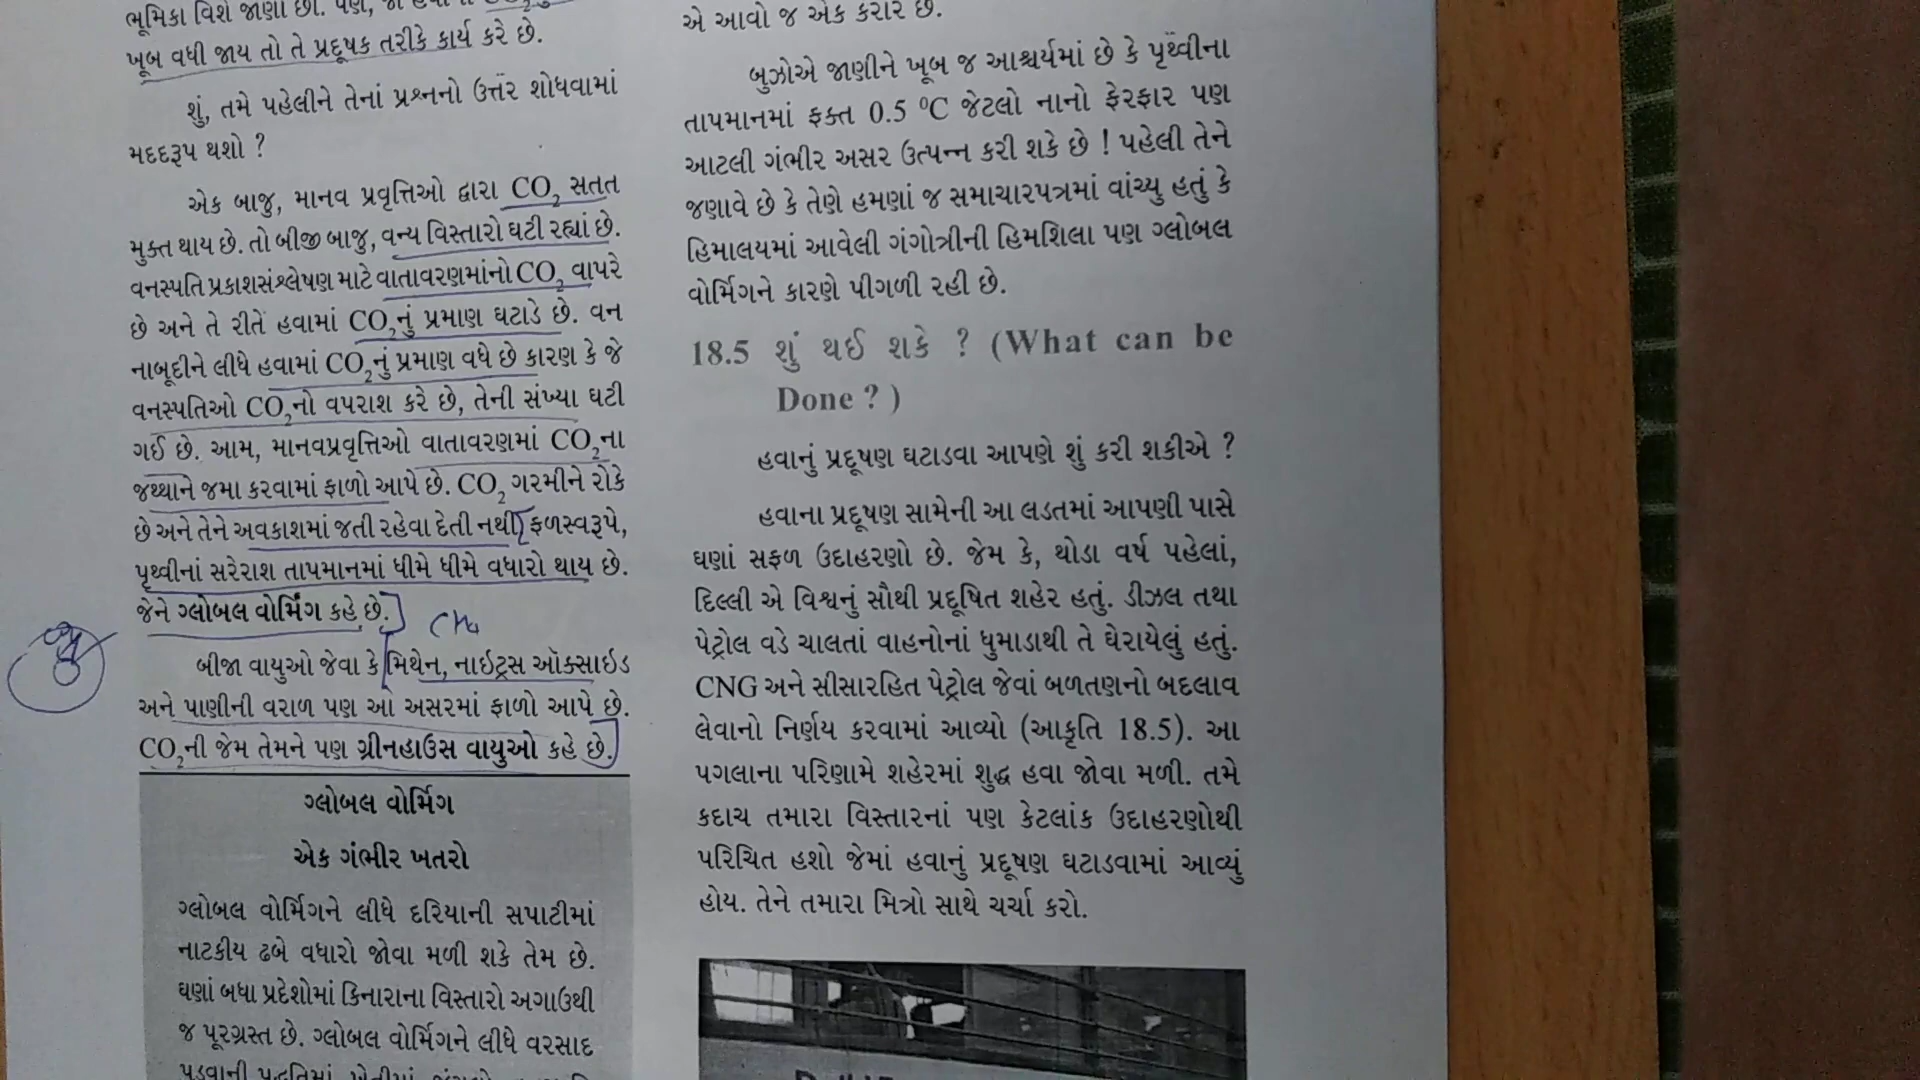 ભૂમિકા વિશે જાણો છો. પણ, જો
ખૂબ વધી જાય તો તે પ્રદૂષક તરીકે કાર્ય કરે છે.
શું, તમે પહેલીને તેનાં પ્રશ્નનો ઉત્તર શોધવામાં
મદદરૂપ થશો ?
એક બાજુ, માનવ પ્રવૃત્તિઓ દ્વારા CO₂ સતત
મુક્ત થાય છે. તો બીજી બાજુ, વન્ય વિસ્તારો ઘટી રહ્યાં છે.
વનસ્પતિ પ્રકાશસંશ્લેષણ માટે વાતાવરણમાંનો CO₂ વાપરે
છે અને તે રીતે હવામાં CO₂નું પ્રમાણ ઘટાડે છે. વન
નાબૂદીને લીધે હવામાં CO₂નું પ્રમાણ વધે છે કારણ કે જે
વનસ્પતિઓ CO₂નો વપરાશ કરે છે, તેની સંખ્યા ઘટી
ગઈ છે. આમ, માનવપ્રવૃત્તિઓ વાતાવરણમાં CO₂ના
જથ્થાને જમા કરવામાં ફાળો આપે છે. CO₂ ગરમીને રોકે
છે અને તેને અવકાશમાં જતી રહેવા દેતી નથી. ફળસ્વરૂપે,
પૃથ્વીનાં સરેરાશ તાપમાનમાં ધીમે ધીમે વધારો થાય છે.
જેને ગ્લોબલ વોર્મિંગ કહે છે.
CH₄
બીજા વાયુઓ જેવા કે મિથેન, નાઇટ્રસ ઑક્સાઇડ
અને પાણીની વરાળ પણ આ અસરમાં ફાળો આપે છે.
CO₂ની જેમ તેમને પણ ગ્રીનહાઉસ વાયુઓ કહે છે.
ગ્લોબલ વોર્મિંગ
એક ગંભીર ખતરો
ગ્લોબલ વોર્મિંગને લીધે દરિયાની સપાટીમાં
નાટકીય ઢબે વધારો જોવા મળી શકે તેમ છે.
ઘણાં બધા પ્રદેશોમાં કિનારાના વિસ્તારો અગાઉથી
જ પૂરગ્રસ્ત છે. ગ્લોબલ વોર્મિંગને લીધે વરસાદ
એ આવો જ એક કરાર છે.
બુઝોએ જાણીને ખૂબ જ આશ્ચર્યમાં છે કે પૃથ્વીના
તાપમાનમાં ફક્ત 0.5 °C જેટલો નાનો ફેરફાર પણ
આટલી ગંભીર અસર ઉત્પન્ન કરી શકે છે ! પહેલી તેને
જણાવે છે કે તેણે હમણાં જ સમાચારપત્રમાં વાંચ્યુ હતું કે
હિમાલયમાં આવેલી ગંગોત્રીની હિમશિલા પણ ગ્લોબલ
વોર્મિગને કારણે પીગળી રહી છે.
18.5 શું થઈ શકે ? (What can be
Done ? )
હવાનું પ્રદૂષણ ઘટાડવા આપણે શું કરી શકીએ ?
હવાના પ્રદૂષણ સામેની આ લડતમાં આપણી પાસે
ઘણાં સફળ ઉદાહરણો છે. જેમ કે, થોડા વર્ષ પહેલાં,
દિલ્લી એ વિશ્વનું સૌથી પ્રદૂષિત શહેર હતું. ડીઝલ તથા
પેટ્રોલ વડે ચાલતાં વાહનોનાં ધુમાડાથી તે ઘેરાયેલું હતું.
CNG અને સીસારહિત પેટ્રોલ જેવાં બળતણનો બદલાવ
લેવાનો નિર્ણય કરવામાં આવ્યો (આકૃતિ 18.5). આ
પગલાના પરિણામે શહેરમાં શુદ્ધ હવા જોવા મળી. તમે
કદાચ તમારા વિસ્તારનાં પણ કેટલાંક ઉદાહરણોથી
પરિચિત હશો જેમાં હવાનું પ્રદૂષણ ઘટાડવામાં આવ્યું
હોય. તેને તમારા મિત્રો સાથે ચર્ચા કરો.